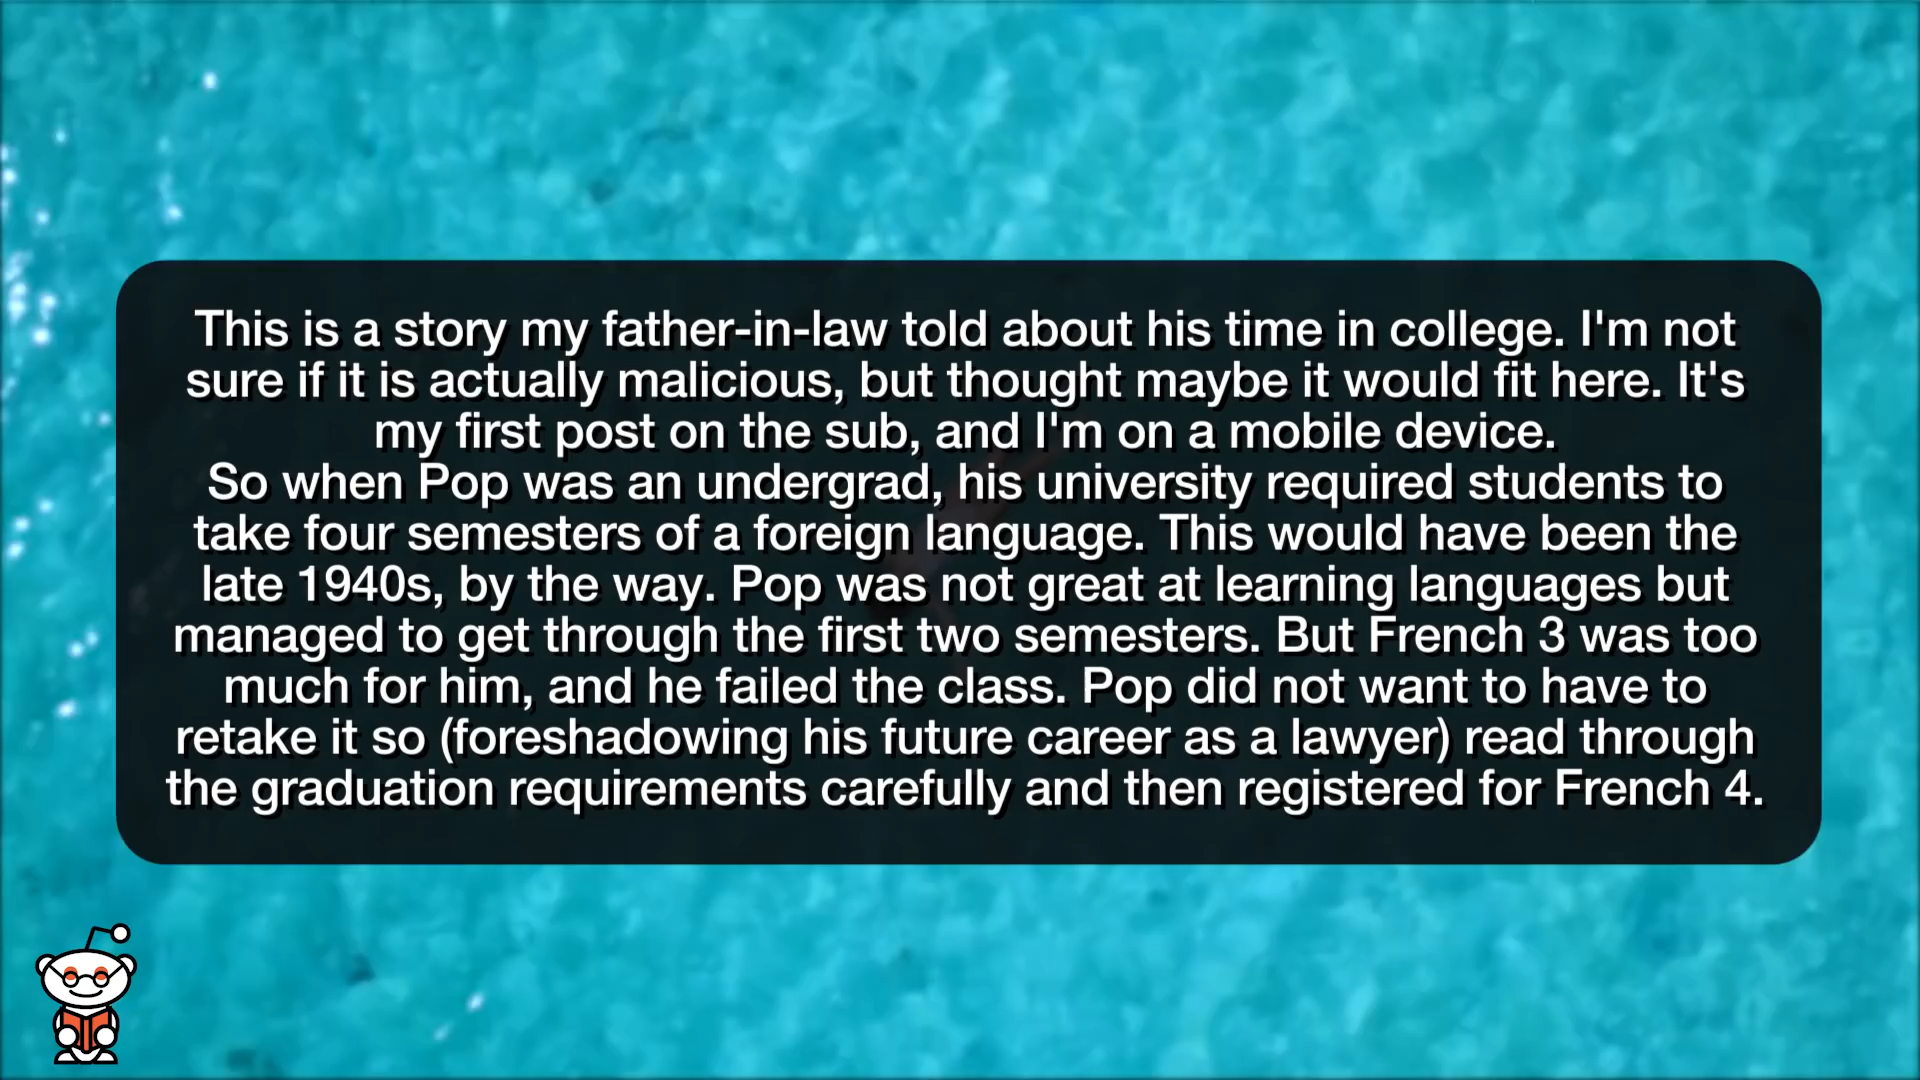 This is a story my father-in-law told about his time in college. I'm not
sure if it is actually malicious, but thought maybe it would fit here. It's
my first post on the sub, and I'm on a mobile device.
So when Pop was an undergrad, his university required students to
take four semesters of a foreign language. This would have been the
late 1940s, by the way. Pop was not great at learning languages but
managed to get through the first two semesters. But French 3 was too
much for him, and he failed the class. Pop did not want to have to
retake it so (foreshadowing his future career as a lawyer) read through
the graduation requirements carefully and then registered for French 4.